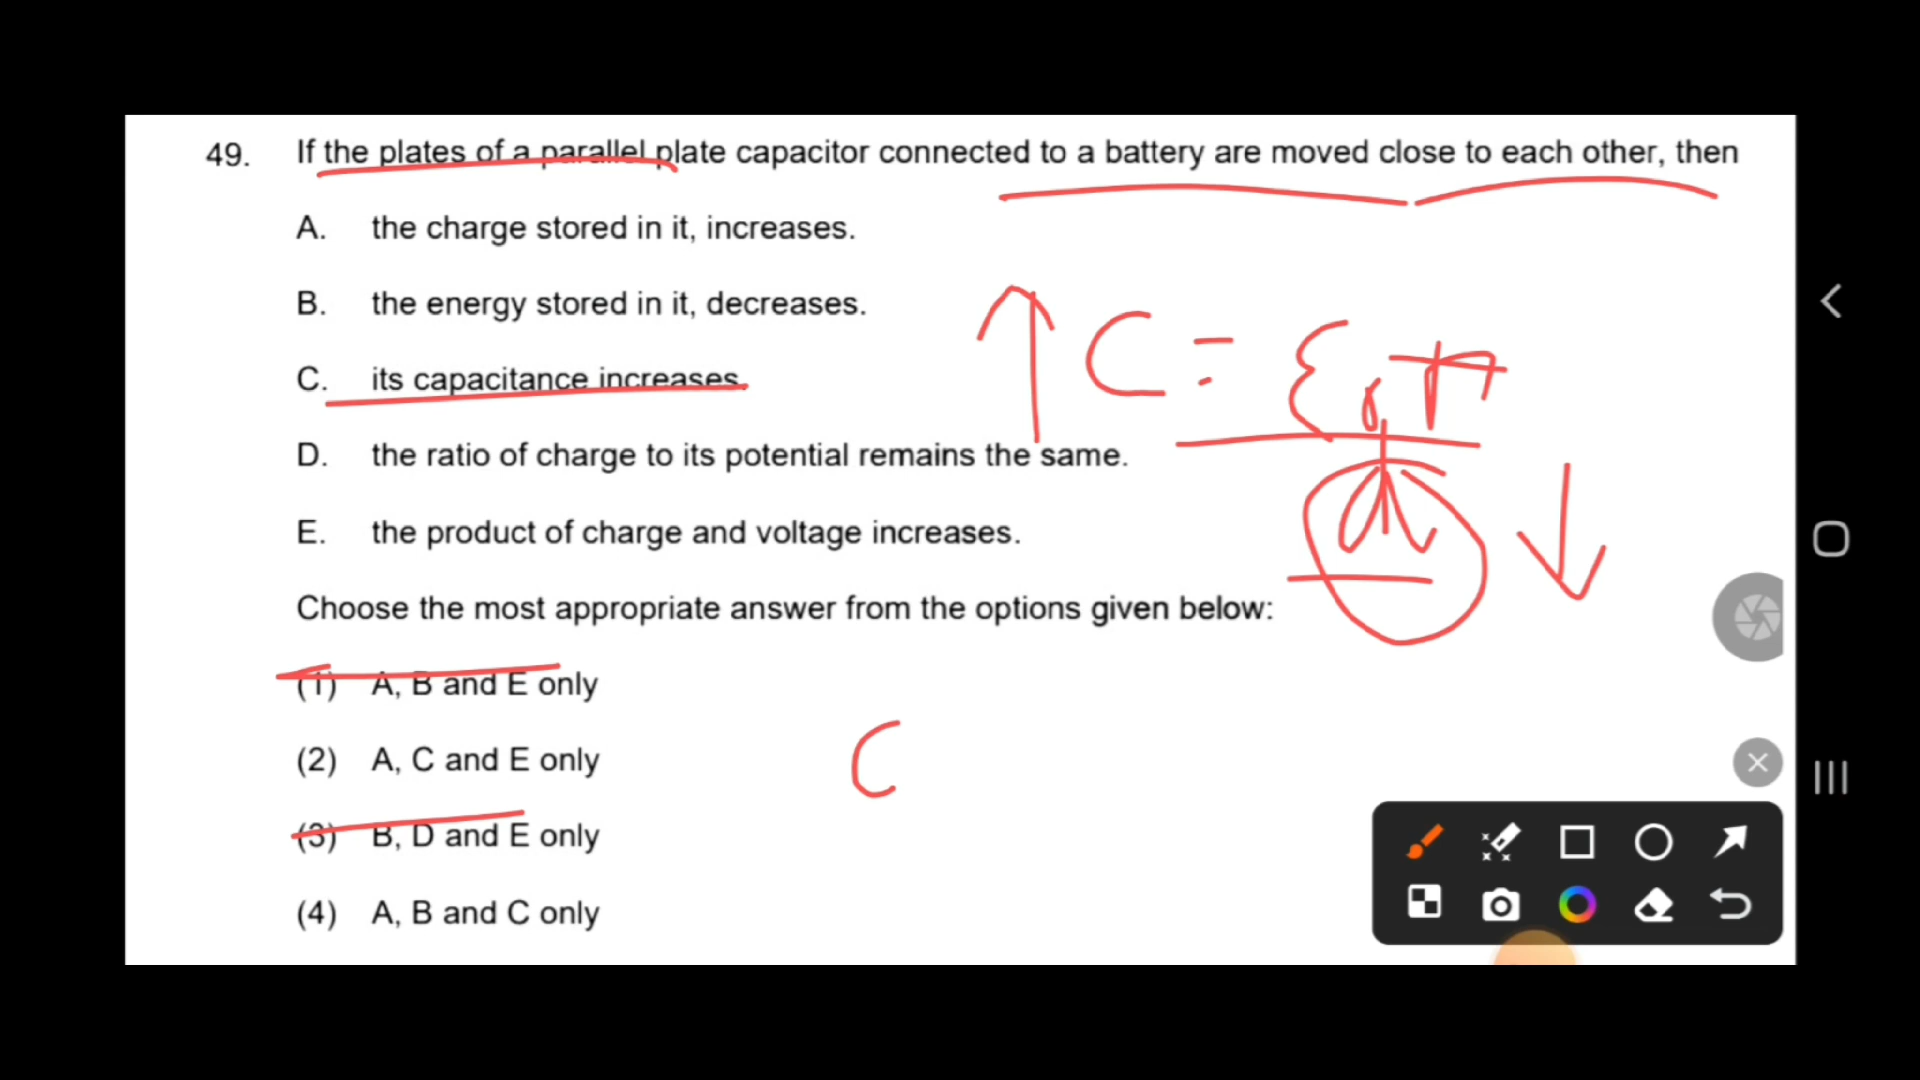 49. If the plates of a parallel plate capacitor connected to a battery are moved close to each other, then
A. the charge stored in it, increases.
B. the energy stored in it, decreases.
C. its capacitance increases.
D. the ratio of charge to its potential remains the same.
E. the product of charge and voltage increases.
Choose the most appropriate answer from the options given below:
(1) A, B and E only
(2) A, C and E only
(3) B, D and E only
(4) A, B and C only
C =
C